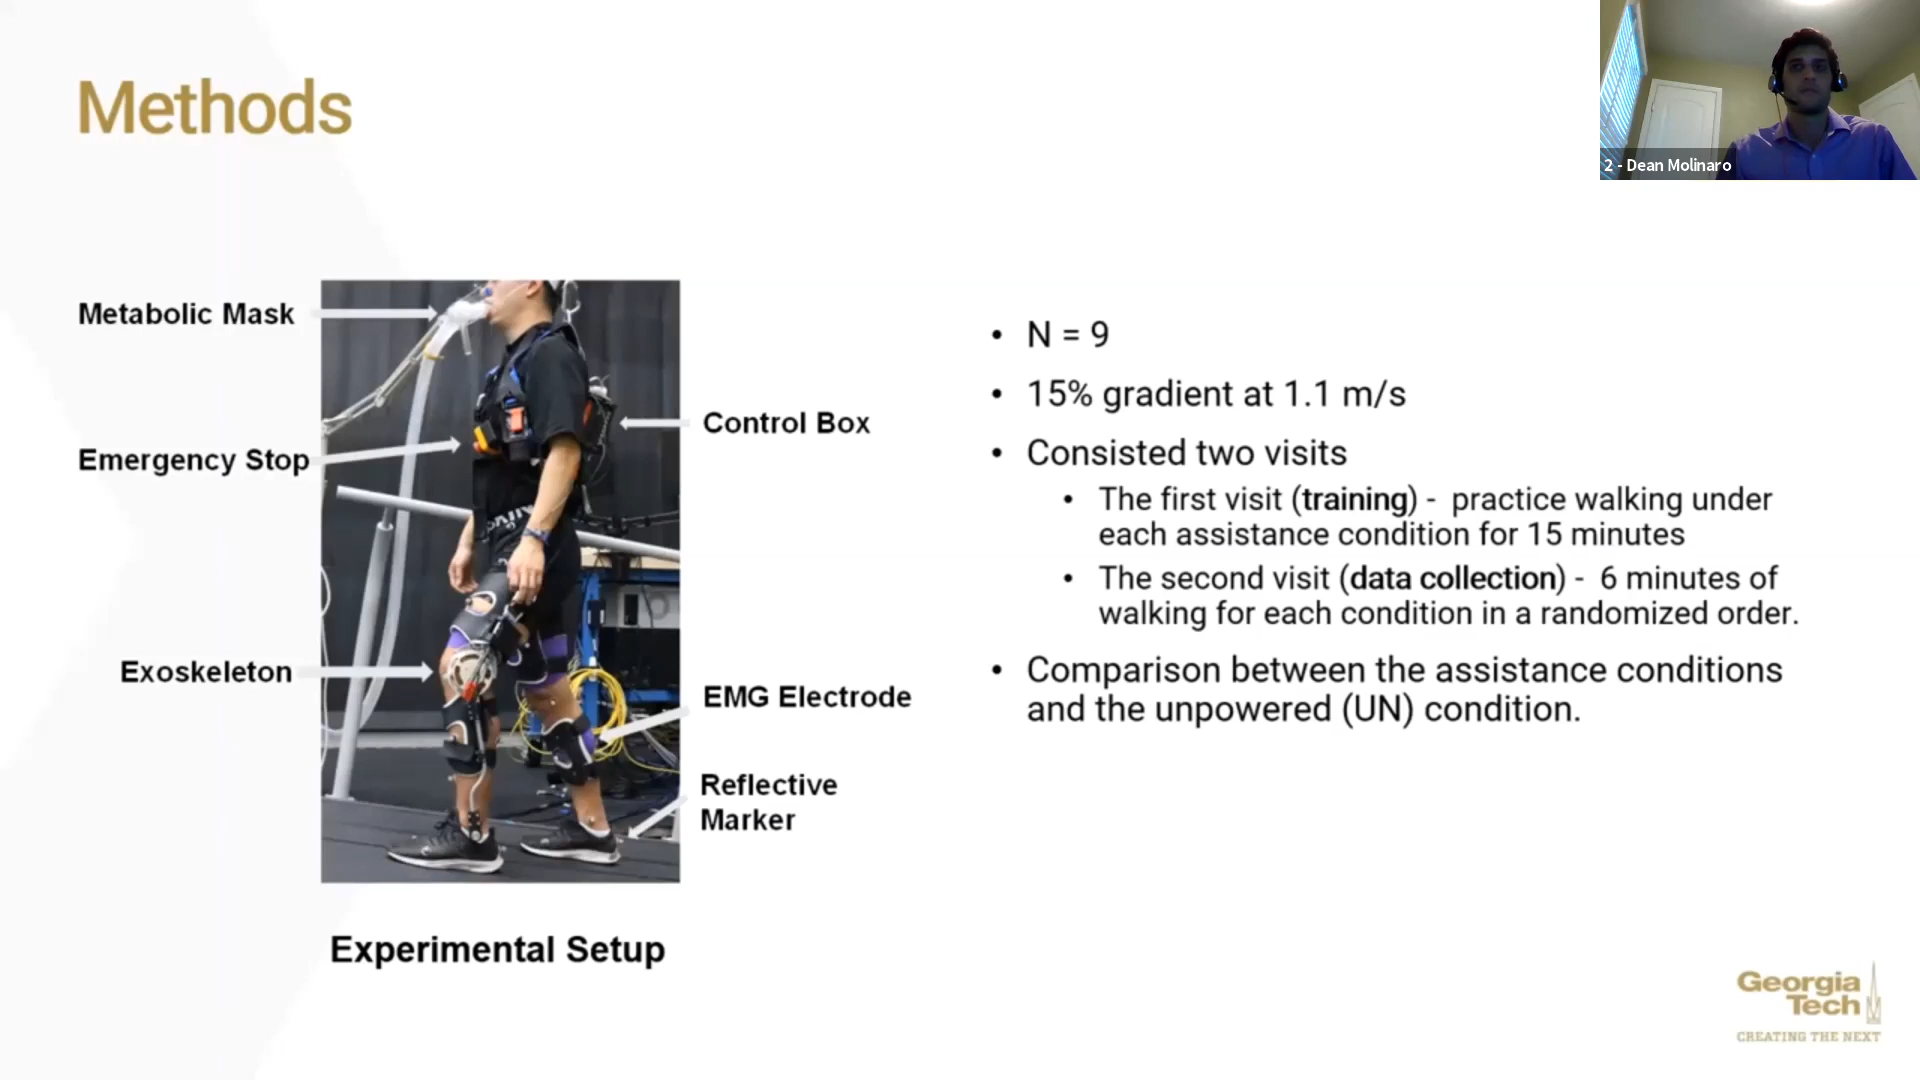 Methods
2 - Dean Molinaro
Metabolic Mask
Emergency Stop
Exoskeleton
Control Box
EMG Electrode
Reflective
Marker
Experimental Setup
• N = 9
• 15% gradient at 1.1 m/s
• Consisted two visits
• The first visit (training) - practice walking under
each assistance condition for 15 minutes
• The second visit (data collection) - 6 minutes of
walking for each condition in a randomized order.
• Comparison between the assistance conditions
and the unpowered (UN) condition.
Georgia
Tech
CREATING THE NEXT